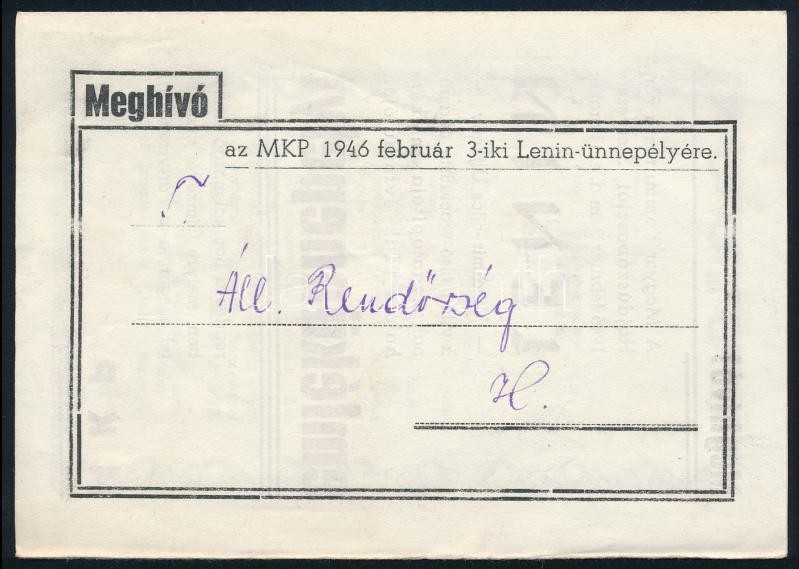 Meghívó
az MKP 1946 február 3-iki Lenin-ünnepélyére.
T.
Áll. Rendőrség
H.